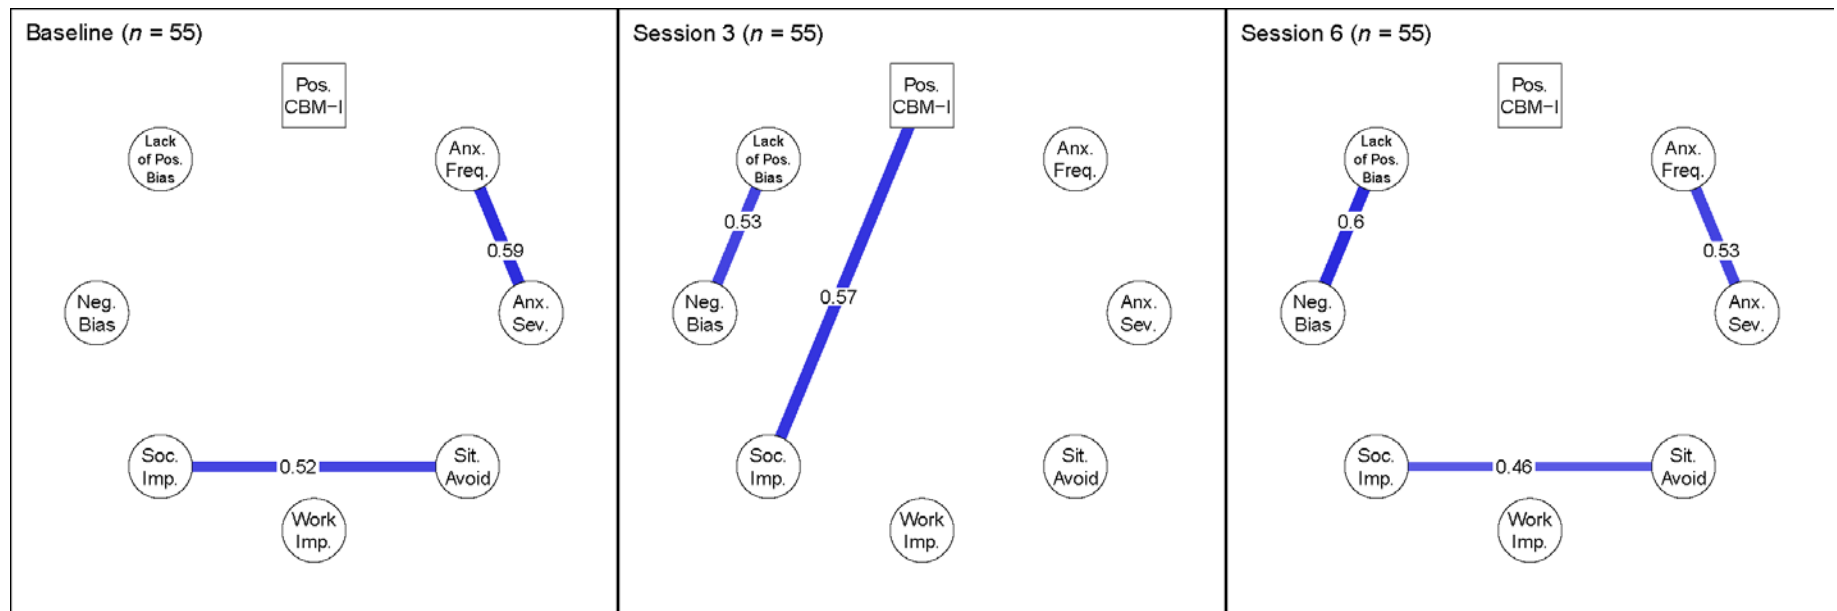 Baseline (n = 55)
Pos.
CBM−I
Lack
of Pos.
Bias
Anx.
Freq.
0.59
Neg.
Bias
Anx.
Sev.
Soc.
Imp.
0.52
Sit.
Avoid
Work
Imp.
Session 3 (n = 55)
Pos.
CBM−I
Lack
of Pos.
Bias
Anx.
Freq.
0.53
0.57
Neg.
Bias
Anx.
Sev.
Soc.
Imp.
Sit.
Avoid
Work
Imp.
Session 6 (n = 55)
Pos.
CBM−I
Lack
of Pos.
Bias
Anx.
Freq.
0.6
0.53
Neg.
Bias
Anx.
Sev.
Soc.
Imp.
0.46
Sit.
Avoid
Work
Imp.